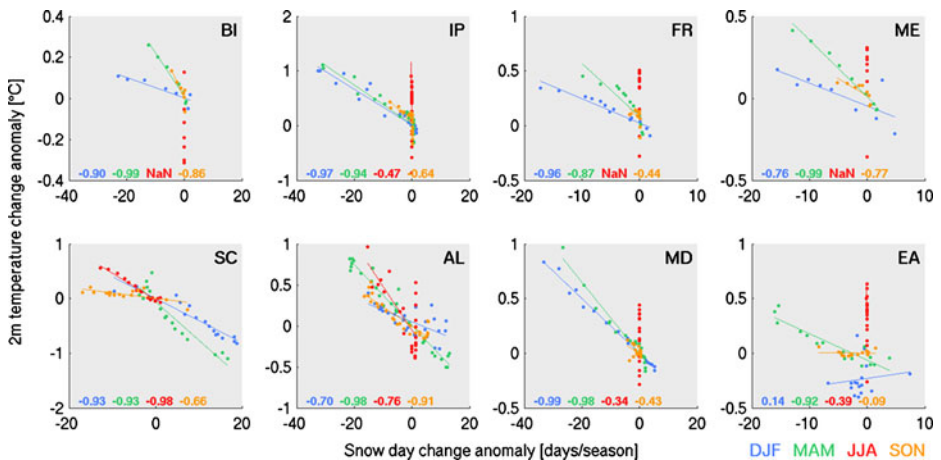 0.4 2 1 0.5
BI IP FR ME
0.2 1 0.5
0 0 0 0
-0.2
-0.90 -0.99 NaN -0.86 -0.97 -0.94 -0.47 -0.64 -0.96 -0.87 NaN -0.44 -0.76 -0.99 NaN -0.77
-0.4 -1 -0.5 -0.5
-40 -20 0 20 -40 -20 0 20 -20 -10 0 10 -20 -10 0 10
2m temperature change anomaly [°C]
1 1 1 1
SC AL MD EA
0.5 0.5 0.5
0 0 0 0
-1 -0.5
-0.93 -0.93 -0.98 -0.66 -0.70 -0.98 -0.76 -0.91 -0.99 -0.98 -0.34 -0.43 0.14 -0.92 -0.39 -0.09
-2 -1 -0.5 -0.5
-20 -10 0 10 20 -40 -20 0 20 -40 -20 0 20 -20 -10 0 10
Snow day change anomaly [days/season]
DJF MAM JJA SON